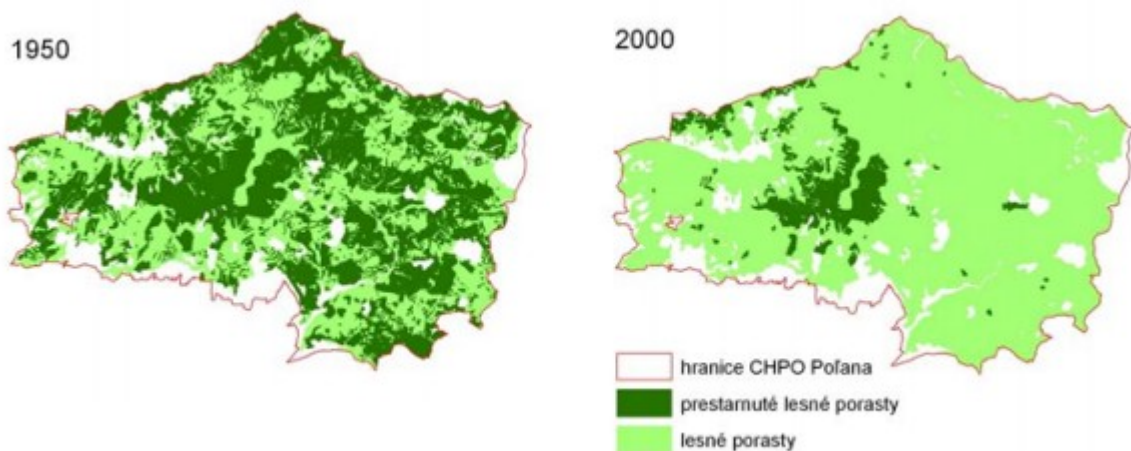 1950
2000
hranice CHPO Poľana
prestarnuté lesné porasty
lesné porasty